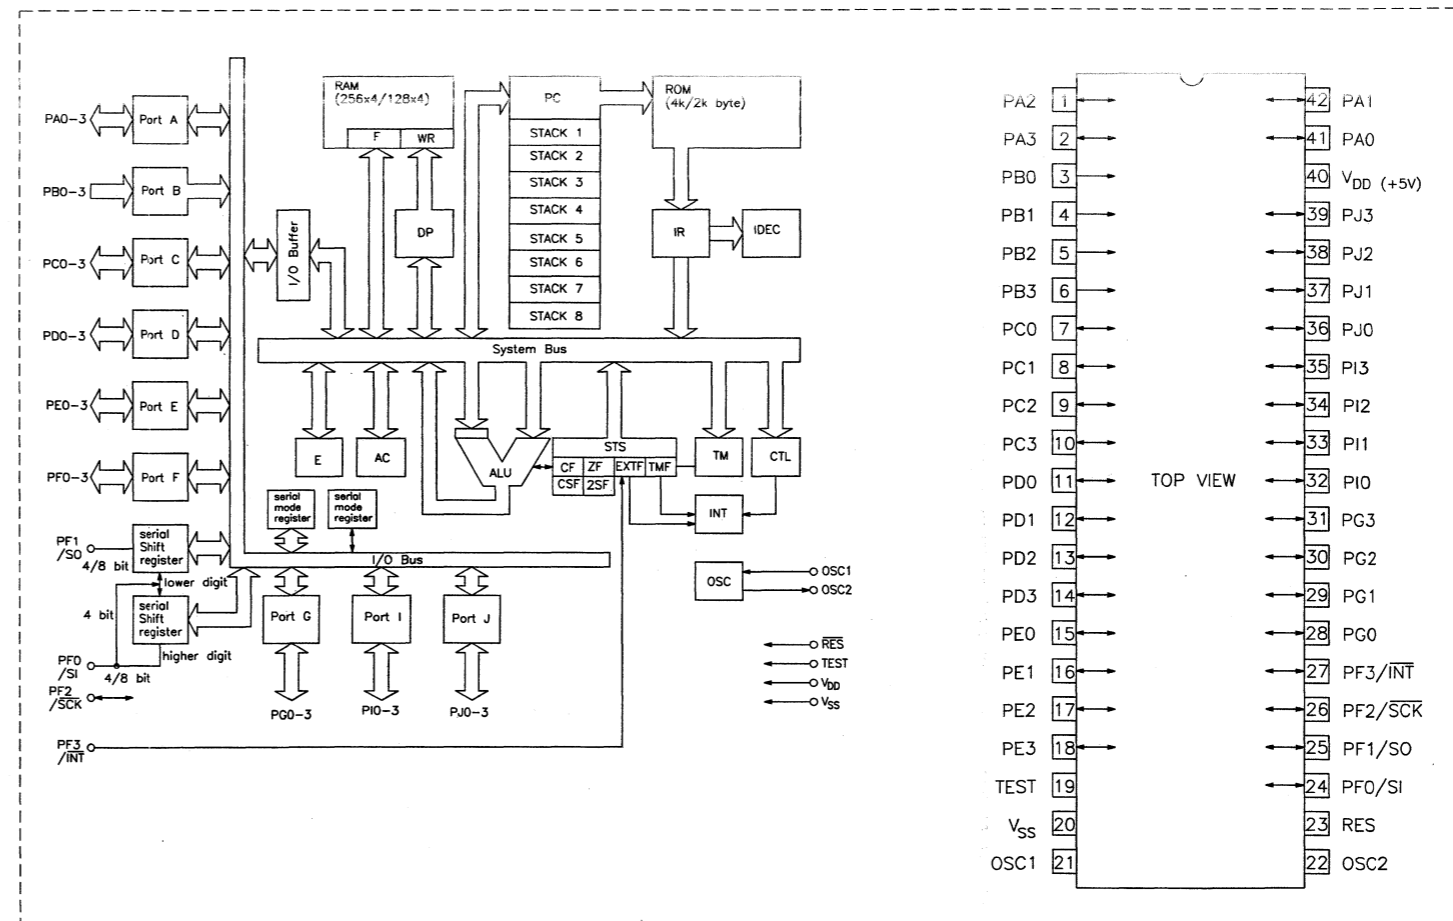 RAM
(256x4/128x4)
F
WR
PC
STACK 1
STACK 2
STACK 3
STACK 4
STACK 5
STACK 6
STACK 7
STACK 8
ROM
(4k/2k byte)
IR
IDEC
DP
I/O Buffer
PA0-3
Port A
PB0-3
Port B
PC0-3
Port C
PD0-3
Port D
PE0-3
Port E
PF0-3
Port F
System Bus
E
AC
ALU
STS
CF
ZF
EXTF
TMF
CSF
2SF
TM
CTL
INT
serial
mode
register
serial
mode
register
PF1
/SO
serial
Shift
register
4/8 bit
lower digit
4 bit
serial
Shift
register
higher digit
PF0
/SI
4/8 bit
PF2
/SCK
PF3
/INT
I/O Bus
Port G
Port I
Port J
PG0-3
PI0-3
PJ0-3
OSC
OSC1
OSC2
RES
TEST
VDD
VSS
PA2 1
PA3 2
PB0 3
PB1 4
PB2 5
PB3 6
PC0 7
PC1 8
PC2 9
PC3 10
PD0 11
PD1 12
PD2 13
PD3 14
PE0 15
PE1 16
PE2 17
PE3 18
TEST 19
VSS 20
OSC1 21
TOP VIEW
42 PA1
41 PA0
40 VDD (+5V)
39 PJ3
38 PJ2
37 PJ1
36 PJ0
35 PI3
34 PI2
33 PI1
32 PI0
31 PG3
30 PG2
29 PG1
28 PG0
27 PF3/INT
26 PF2/SCK
25 PF1/SO
24 PF0/SI
23 RES
22 OSC2